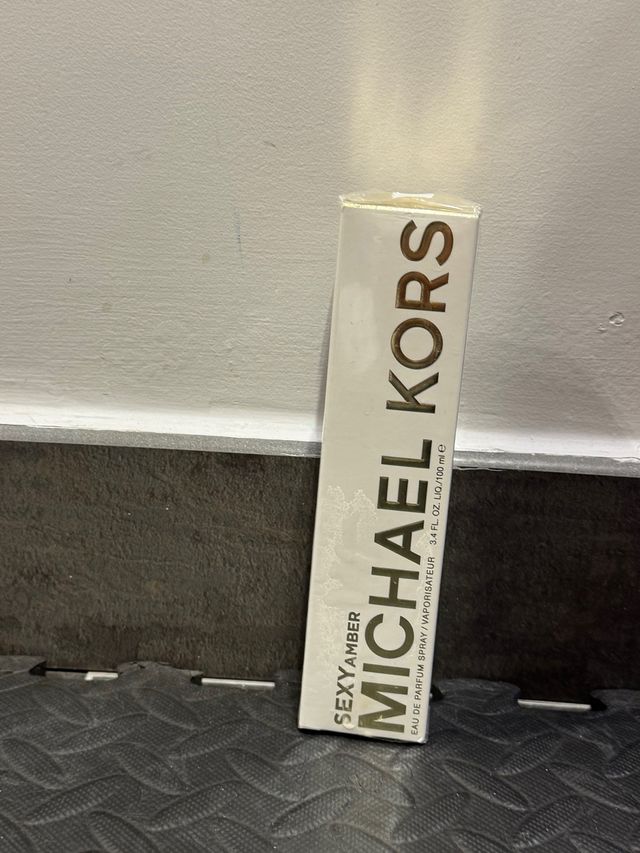 SEXY AMBER
MICHAEL KORS
EAU DE PARFUM SPRAY / VAPORISATEUR 3.4 FL. OZ. LIQ./100 ml ℮